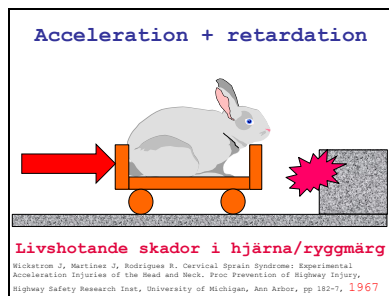 Acceleration + retardation
Livshotande skador i hjärna/ryggmärg
Wickstrom J, Martinez J, Rodrigues R. Cervical Sprain Syndrome: Experimental
Acceleration Injuries of the Head and Neck. Proc Prevention of Highway Injury,
Highway Safety Research Inst, University of Michigan, Ann Arbor, pp 182-7, 1967